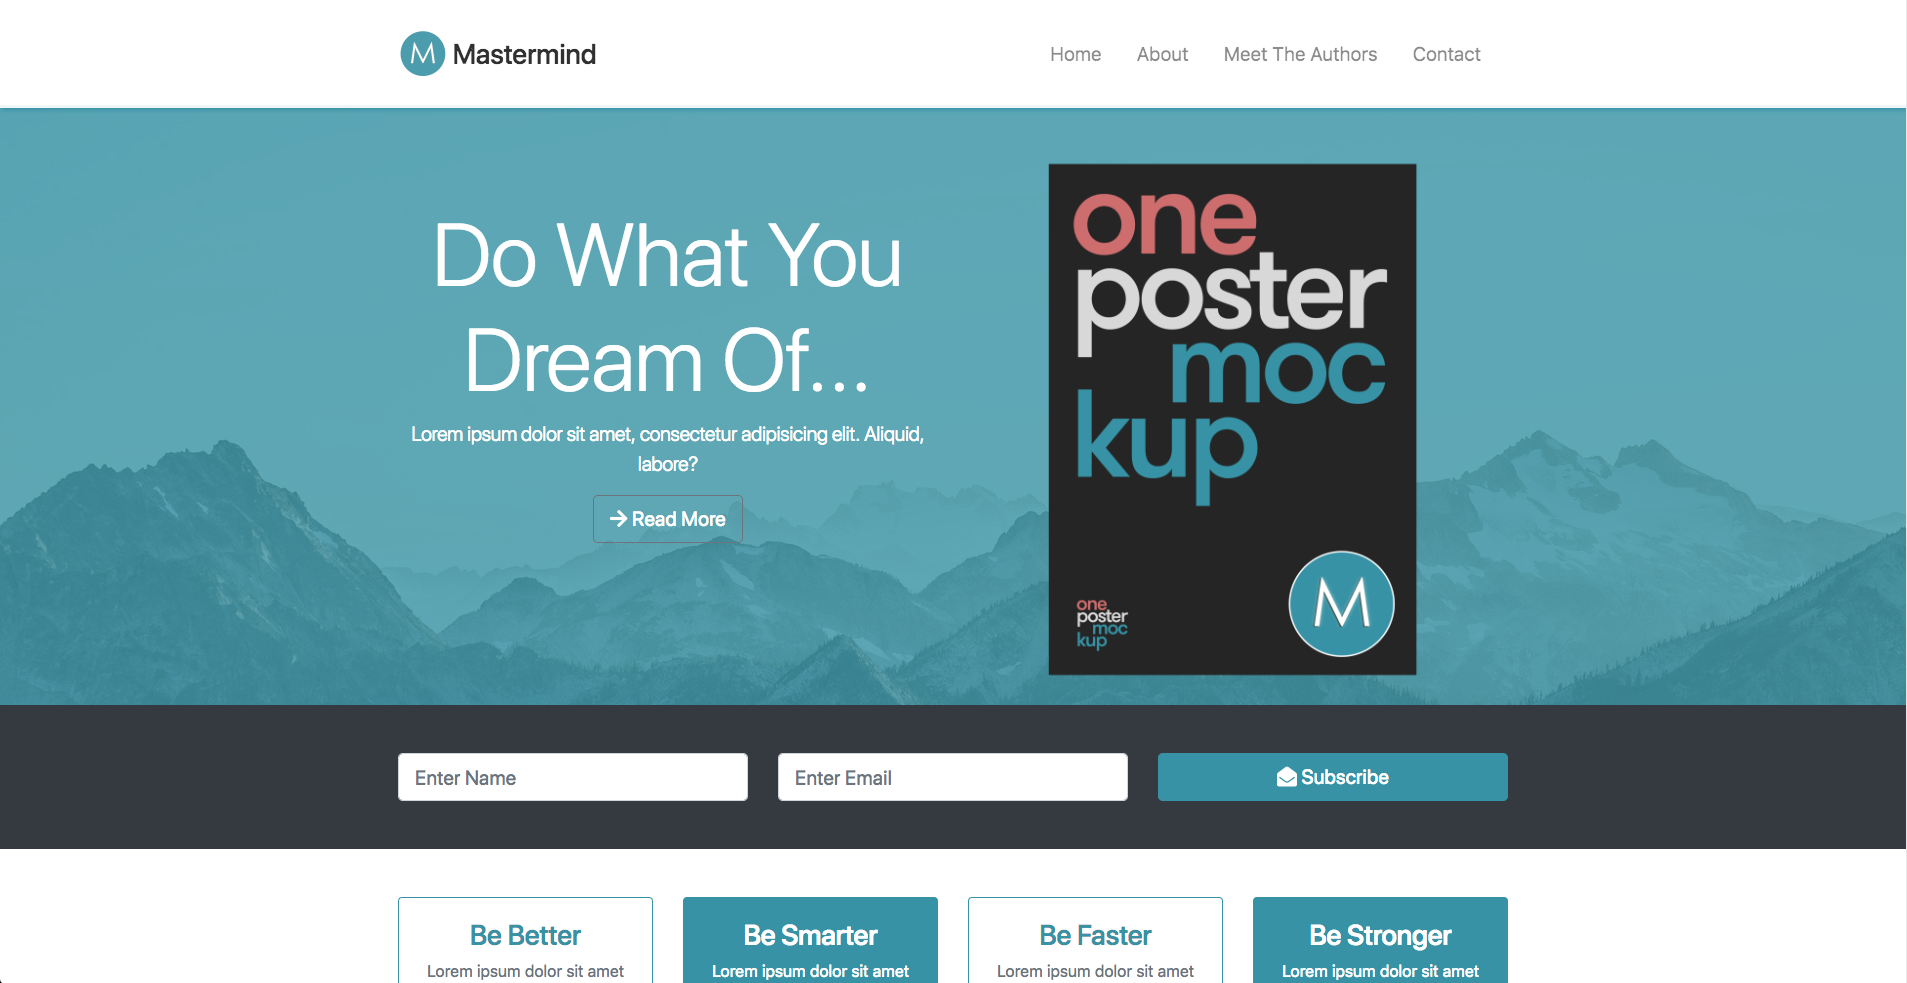 M Mastermind
Home About Meet The Authors Contact
Do What You
Dream Of...
Lorem ipsum dolor sit amet, consectetur adipisicing elit. Aliquid,
labore?
Read More
one
poster
moc
kup
one
poster
moc
kup
M
Enter Name
Enter Email
Subscribe
Be Better
Lorem ipsum dolor sit amet
Be Smarter
Lorem ipsum dolor sit amet
Be Faster
Lorem ipsum dolor sit amet
Be Stronger
Lorem ipsum dolor sit amet